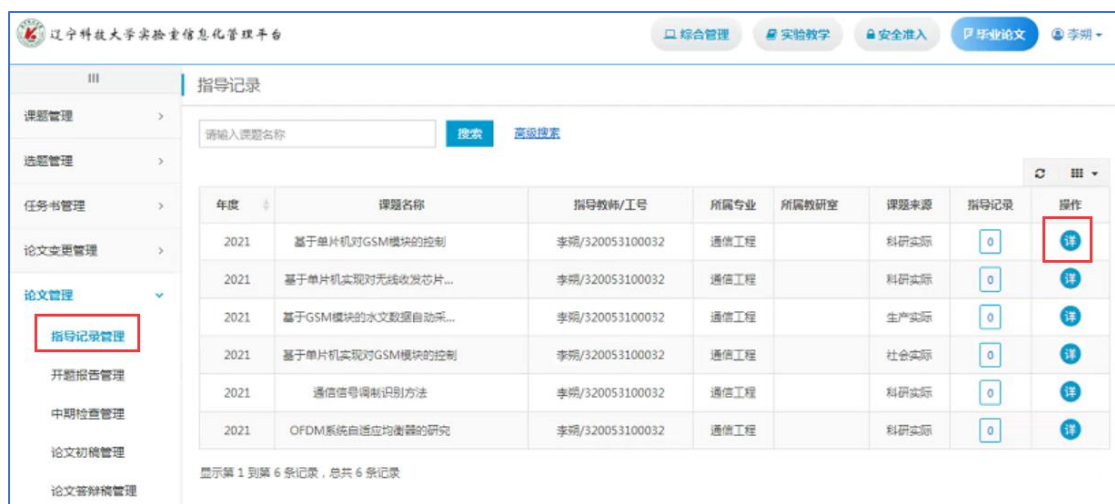 辽宁科技大学实验室信息化管理平台
综合管理 实验教学 安全准入 毕业论文 李朔
课题管理
选题管理
任务书管理
论文变更管理
论文管理
指导记录管理
开题报告管理
中期检查管理
论文初稿管理
论文答辩稿管理
指导记录
请输入课题名称 搜索 高级搜索
年度 课题名称 指导教师/工号 所属专业 所属教研室 课题来源 指导记录 操作
2021 基于单片机对GSM模块的控制 李朔/320053100032 通信工程 科研实际 0 详
2021 基于单片机实现对无线收发芯片... 李朔/320053100032 通信工程 科研实际 0 详
2021 基于GSM模块的水文数据自动采... 李朔/320053100032 通信工程 生产实际 0 详
2021 基于单片机实现对GSM模块的控制 李朔/320053100032 通信工程 社会实际 0 详
2021 通信信号调制识别方法 李朔/320053100032 通信工程 科研实际 0 详
2021 OFDM系统自适应均衡器的研究 李朔/320053100032 通信工程 科研实际 0 详
显示第 1 到第 6 条记录，总共 6 条记录